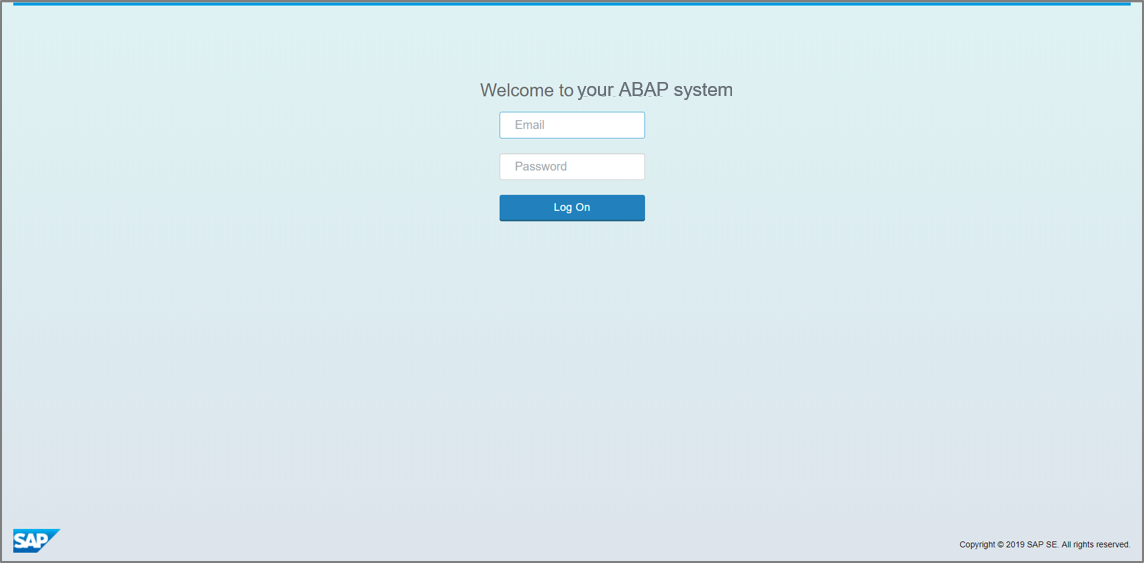 Welcome to your ABAP system
Email
Password
Log On
SAP
Copyright © 2019 SAP SE. All rights reserved.